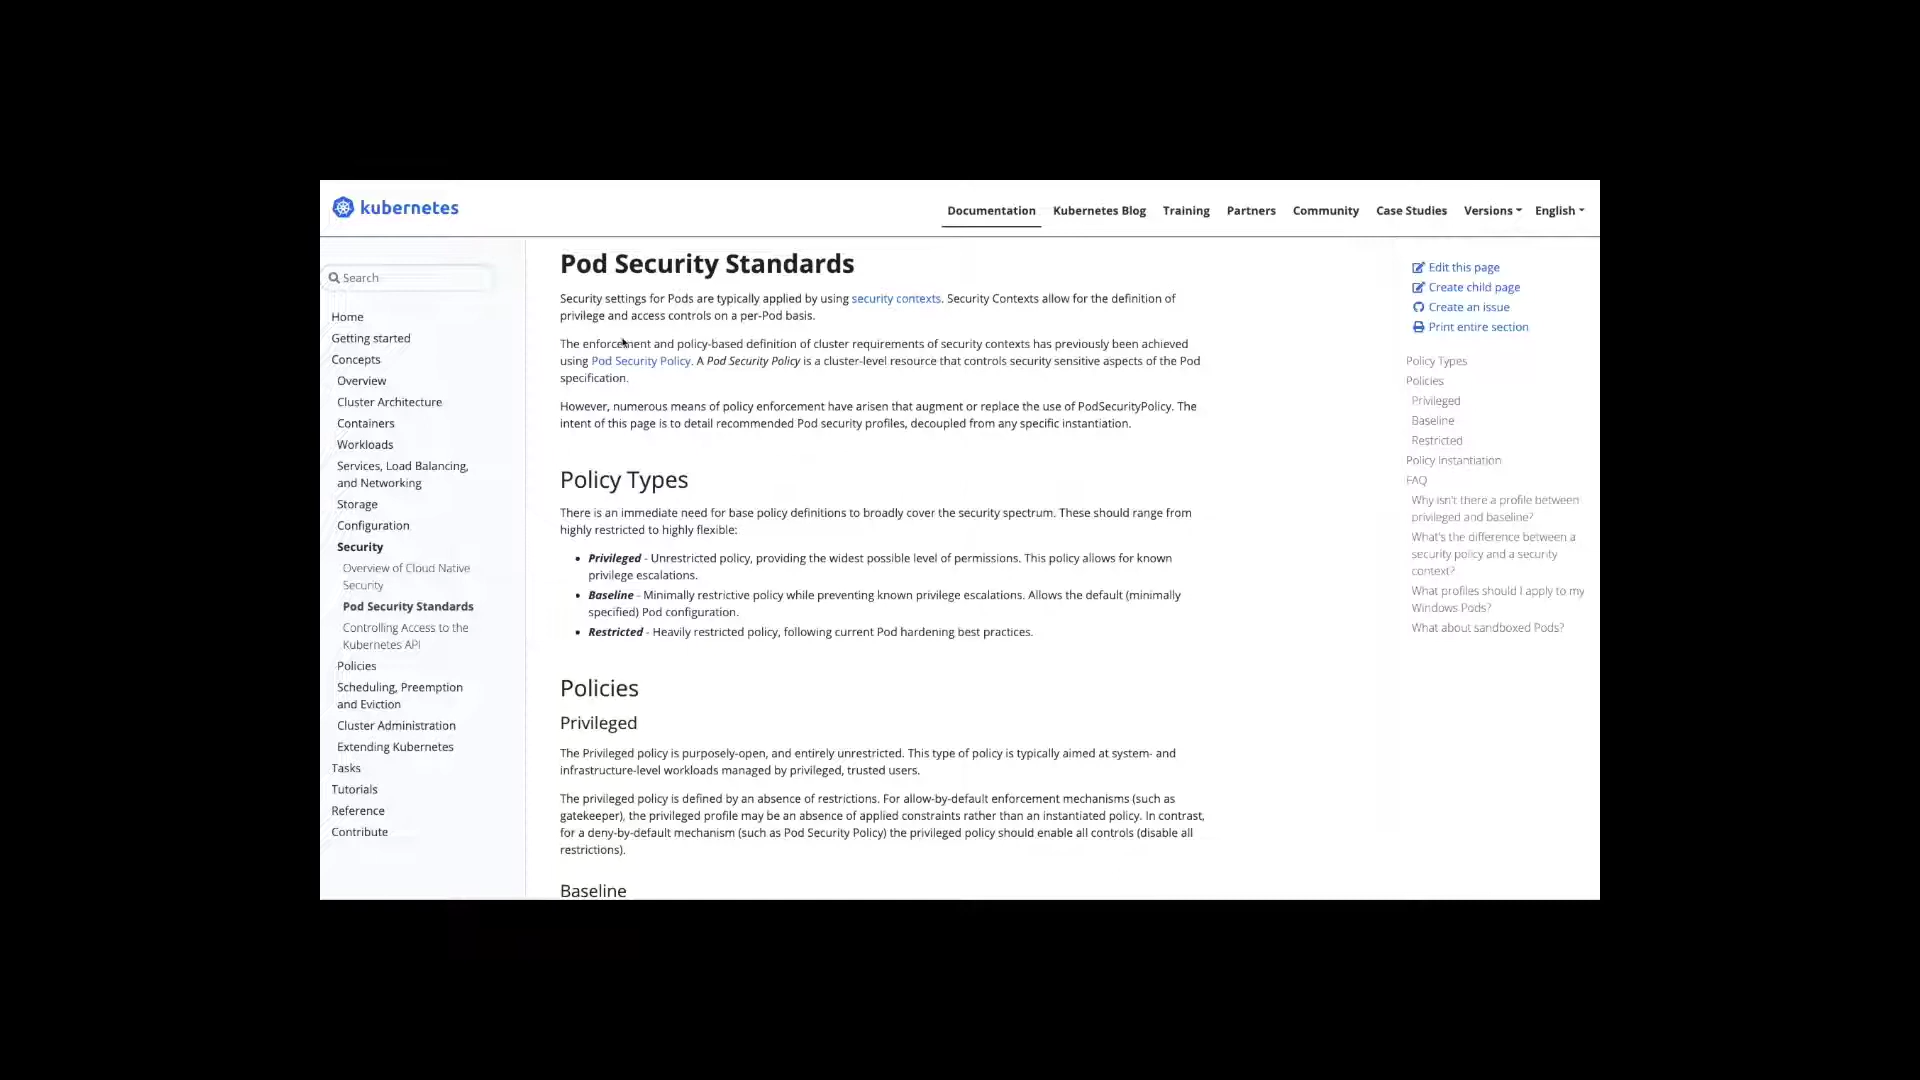 kubernetes
Documentation
Kubernetes Blog
Training
Partners
Community
Case Studies
Versions
English
Search
Home
Getting started
Concepts
Overview
Cluster Architecture
Containers
Workloads
Services, Load Balancing,
and Networking
Storage
Configuration
Security
Overview of Cloud Native
Security
Pod Security Standards
Controlling Access to the
Kubernetes API
Policies
Scheduling, Preemption
and Eviction
Cluster Administration
Extending Kubernetes
Tasks
Tutorials
Reference
Contribute
Pod Security Standards
Security settings for Pods are typically applied by using security contexts. Security Contexts allow for the definition of
privilege and access controls on a per-Pod basis.
The enforcement and policy-based definition of cluster requirements of security contexts has previously been achieved
using Pod Security Policy. A Pod Security Policy is a cluster-level resource that controls security sensitive aspects of the Pod
specification.
However, numerous means of policy enforcement have arisen that augment or replace the use of PodSecurityPolicy. The
intent of this page is to detail recommended Pod security profiles, decoupled from any specific instantiation.
Policy Types
There is an immediate need for base policy definitions to broadly cover the security spectrum. These should range from
highly restricted to highly flexible:
• Privileged - Unrestricted policy, providing the widest possible level of permissions. This policy allows for known
privilege escalations.
• Baseline - Minimally restrictive policy while preventing known privilege escalations. Allows the default (minimally
specified) Pod configuration.
• Restricted - Heavily restricted policy, following current Pod hardening best practices.
Policies
Privileged
The Privileged policy is purposely-open, and entirely unrestricted. This type of policy is typically aimed at system- and
infrastructure-level workloads managed by privileged, trusted users.
The privileged policy is defined by an absence of restrictions. For allow-by-default enforcement mechanisms (such as
gatekeeper), the privileged profile may be an absence of applied constraints rather than an instantiated policy. In contrast,
for a deny-by-default mechanism (such as Pod Security Policy) the privileged policy should enable all controls (disable all
restrictions).
Baseline
Edit this page
Create child page
Create an issue
Print entire section
Policy Types
Policies
Privileged
Baseline
Restricted
Policy Instantiation
FAQ
Why isn't there a profile between
privileged and baseline?
What's the difference between a
security policy and a security
context?
What profiles should I apply to my
Windows Pods?
What about sandboxed Pods?